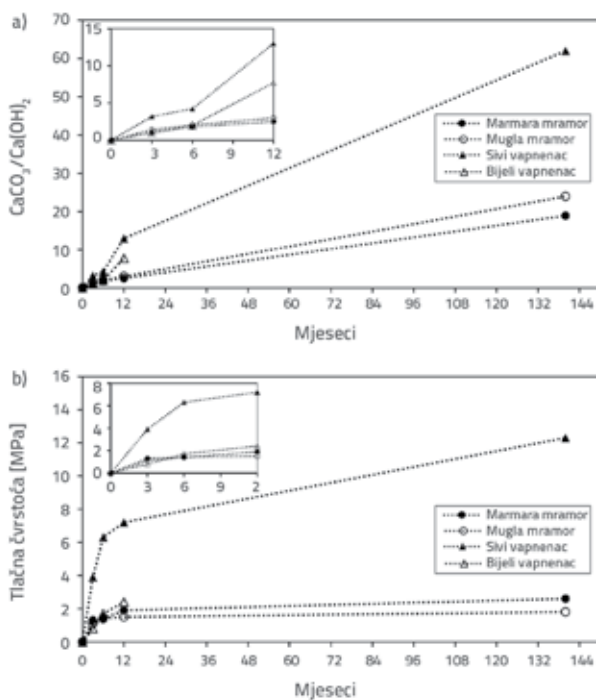 a)
CaCO₃/Ca(OH)₂
70
60
50
40
30
20
10
0
15
10
5
0
0 3 6 9 12
Marmara mramor
Mugla mramor
Sivi vapnenac
Bijeli vapnenac
0 12 24 36 48 60 72 84 96 108 120 132 144
Mjeseci
b)
Tlačna čvrstoća [MPa]
16
14
12
10
8
6
4
2
0
8
6
4
2
0
0 3 6 9 2
Marmara mramor
Mugla mramor
Sivi vapnenac
Bijeli vapnenac
0 12 24 36 48 60 72 84 96 108 120 132 144
Mjeseci